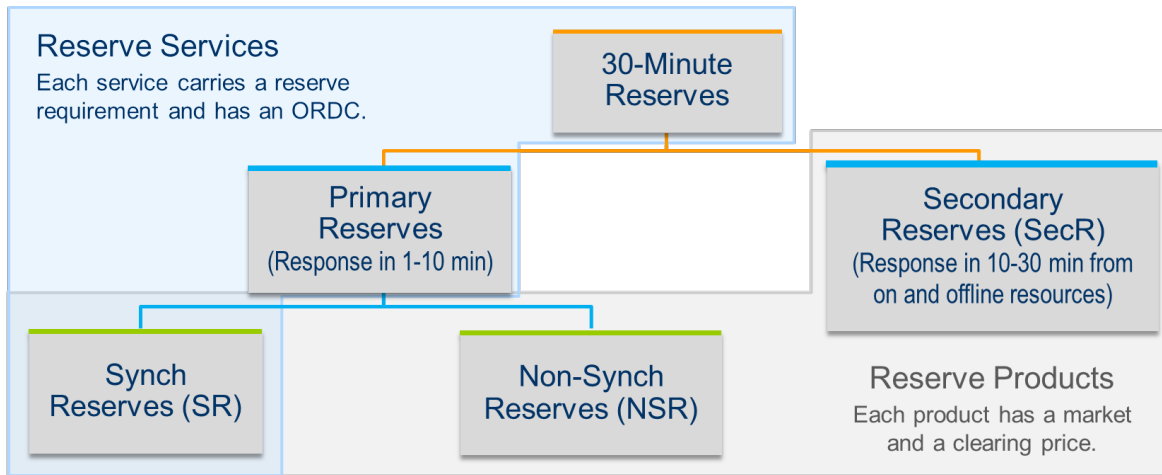 Reserve Services
Each service carries a reserve
requirement and has an ORDC.
30-Minute
Reserves
Primary
Reserves
(Response in 1-10 min)
Secondary
Reserves (SecR)
(Response in 10-30 min from
on and offline resources)
Synch
Reserves (SR)
Non-Synch
Reserves (NSR)
Reserve Products
Each product has a market
and a clearing price.